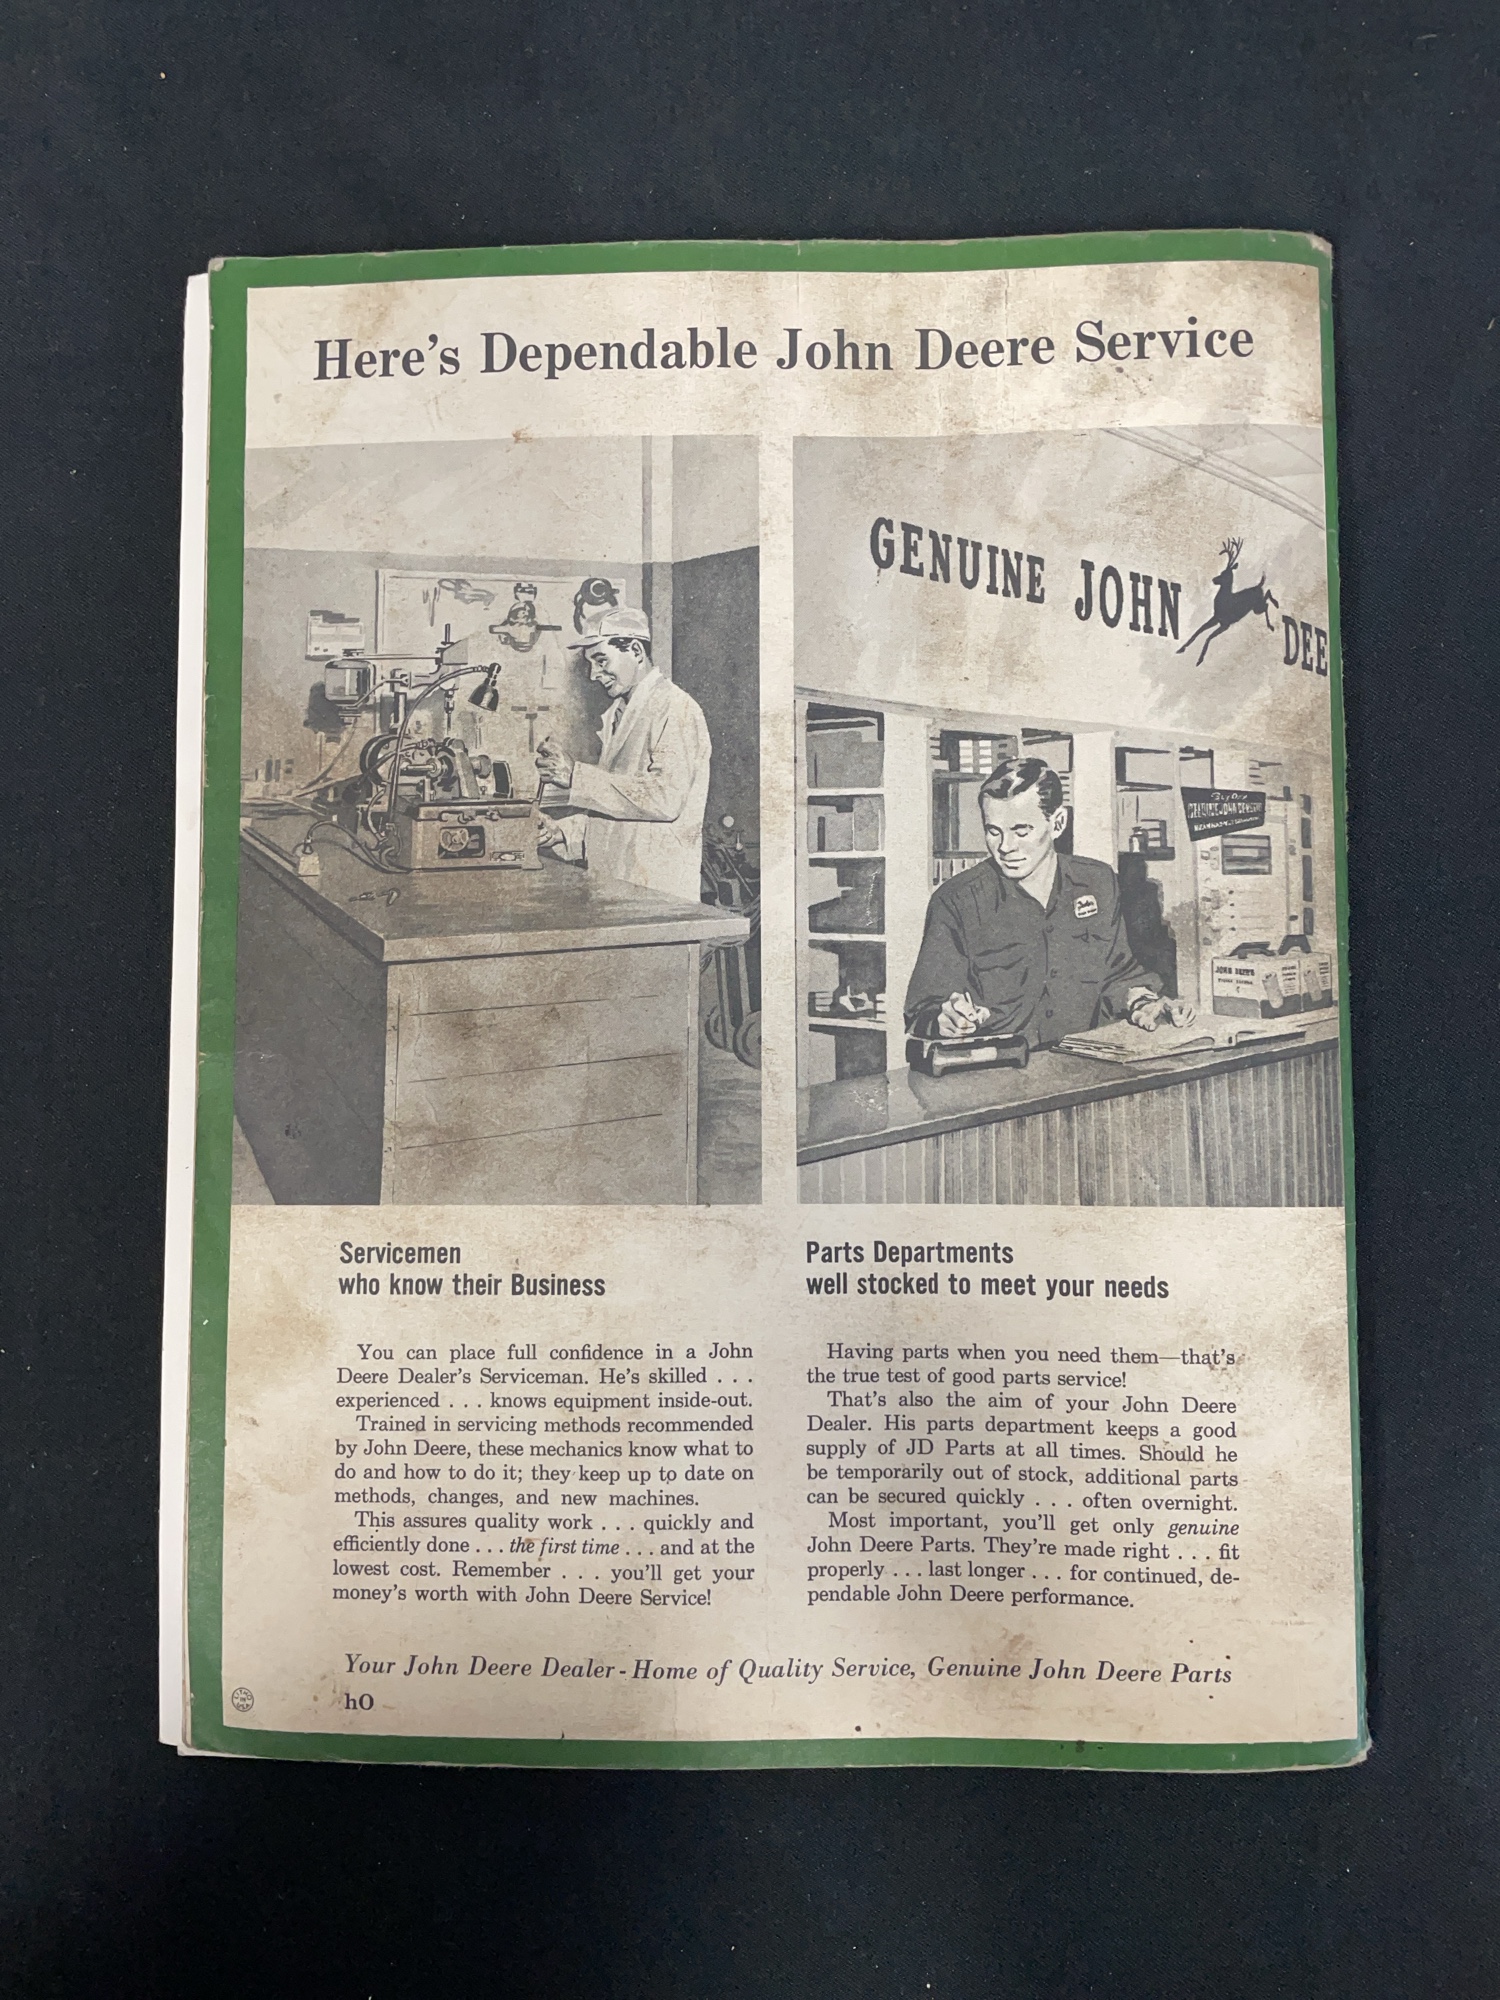 Here's Dependable John Deere Service
GENUINE JOHN DEE
JOHN DEERE
Servicemen
who know their Business
You can place full confidence in a John
Deere Dealer's Serviceman. He's skilled . . .
experienced . . . knows equipment inside-out.
Trained in servicing methods recommended
by John Deere, these mechanics know what to
do and how to do it; they keep up to date on
methods, changes, and new machines.
This assures quality work . . . quickly and
efficiently done . . . the first time . . . and at the
lowest cost. Remember . . . you'll get your
money's worth with John Deere Service!
Parts Departments
well stocked to meet your needs
Having parts when you need them—that's
the true test of good parts service!
That's also the aim of your John Deere
Dealer. His parts department keeps a good
supply of JD Parts at all times. Should he
be temporarily out of stock, additional parts
can be secured quickly . . . often overnight.
Most important, you'll get only genuine
John Deere Parts. They're made right . . . fit
properly . . . last longer . . . for continued, de-
pendable John Deere performance.
Your John Deere Dealer - Home of Quality Service, Genuine John Deere Parts
hO
LITHO
IN
USA